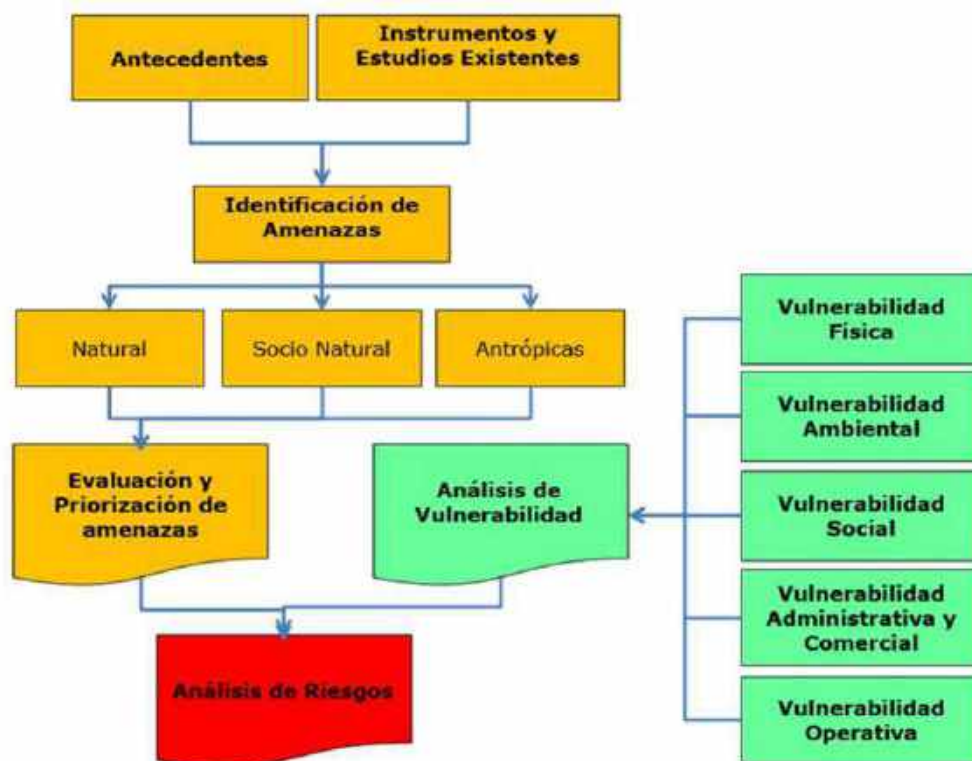 Antecedentes
Instrumentos y
Estudios Existentes
Identificación de
Amenazas
Natural
Socio Natural
Antrópicas
Evaluación y
Priorización de
amenazas
Análisis de
Vulnerabilidad
Análisis de Riesgos
Vulnerabilidad
Fisica
Vulnerabilidad
Ambiental
Vulnerabilidad
Social
Vulnerabilidad
Administrativa y
Comercial
Vulnerabilidad
Operativa